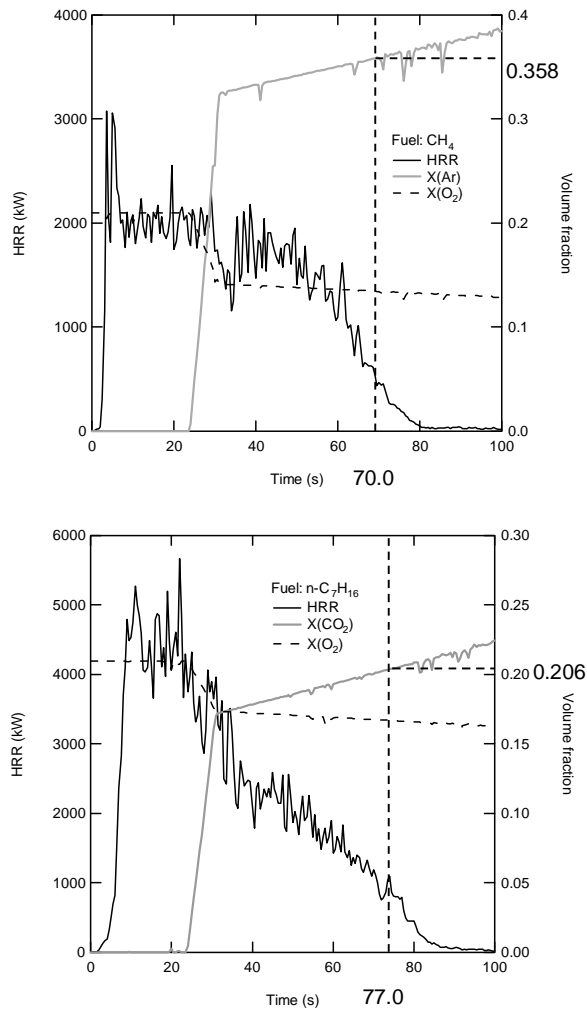 0.4
4000
0.358
Fuel: CH4
HRR
X(Ar)
X(O2)
0.3
3000
HRR (kW)
Volume fraction
2000
0.2
1000
0.1
0
0.0
0
20
40
60
80
100
Time (s)
70.0
6000
0.30
Fuel: n-C7H16
HRR
X(CO2)
X(O2)
5000
0.25
4000
0.20
0.206
3000
0.15
HRR (kW)
Volume fraction
2000
0.10
1000
0.05
0
0.00
0
20
40
60
80
100
Time (s)
77.0